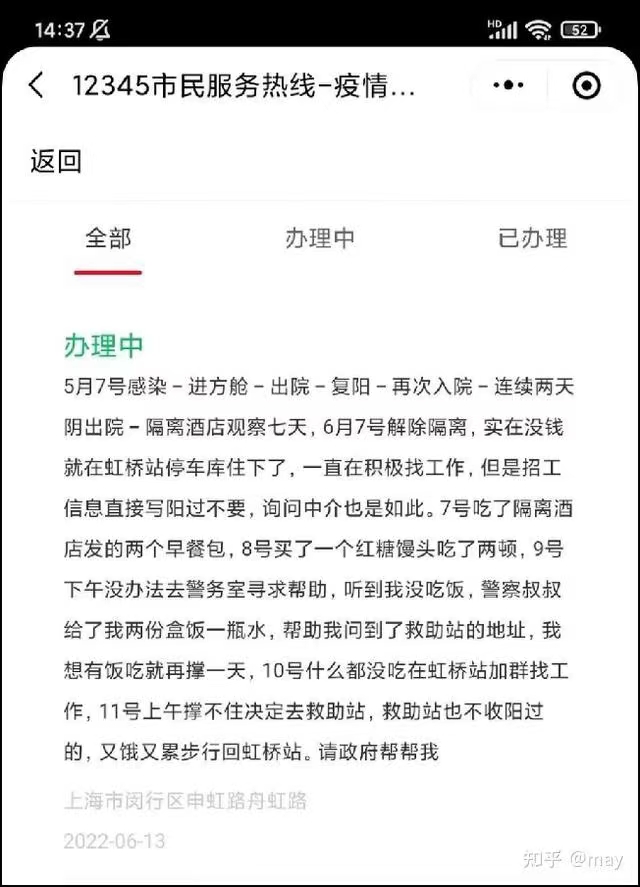 14:37
HD
52
12345市民服务热线-疫情...
返回
全部
办理中
已办理
办理中
5月7号感染-进方舱-出院-复阳-再次入院-连续两天
阴出院-隔离酒店观察七天，6月7号解除隔离，实在没钱
就在虹桥站停车库住下了，一直在积极找工作，但是招工
信息直接写阳过不要，询问中介也是如此。7号吃了隔离酒
店发的两个早餐包，8号买了一个红糖馒头吃了两顿，9号
下午没办法去警务室寻求帮助，听到我没吃饭，警察叔叔
给了我两份盒饭一瓶水，帮助我问到了救助站的地址，我
想有饭吃就再撑一天，10号什么都没吃在虹桥站加群找工
作，11号上午撑不住决定去救助站，救助站也不收阳过
的，又饿又累步行回虹桥站。请政府帮帮我
上海市闵行区申虹路舟虹路
2022-06-13
知乎 @may